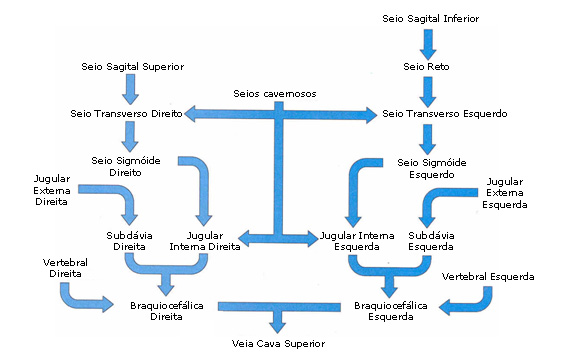 Seio Sagital Inferior
Seio Sagital Superior
Seio Reto
Seios cavernosos
Seio Transverso Direito
Seio Transverso Esquerdo
Seio Sigmóide
Direito
Seio Sigmóide
Esquerdo
Jugular
Externa
Direita
Jugular
Externa
Esquerda
Subdávia
Direita
Jugular
Interna Direita
Jugular Interna
Esquerda
Subdávia
Esquerda
Vertebral
Direita
Vertebral Esquerda
Braquiocefálica
Direita
Braquiocefálica
Esquerda
Veia Cava Superior